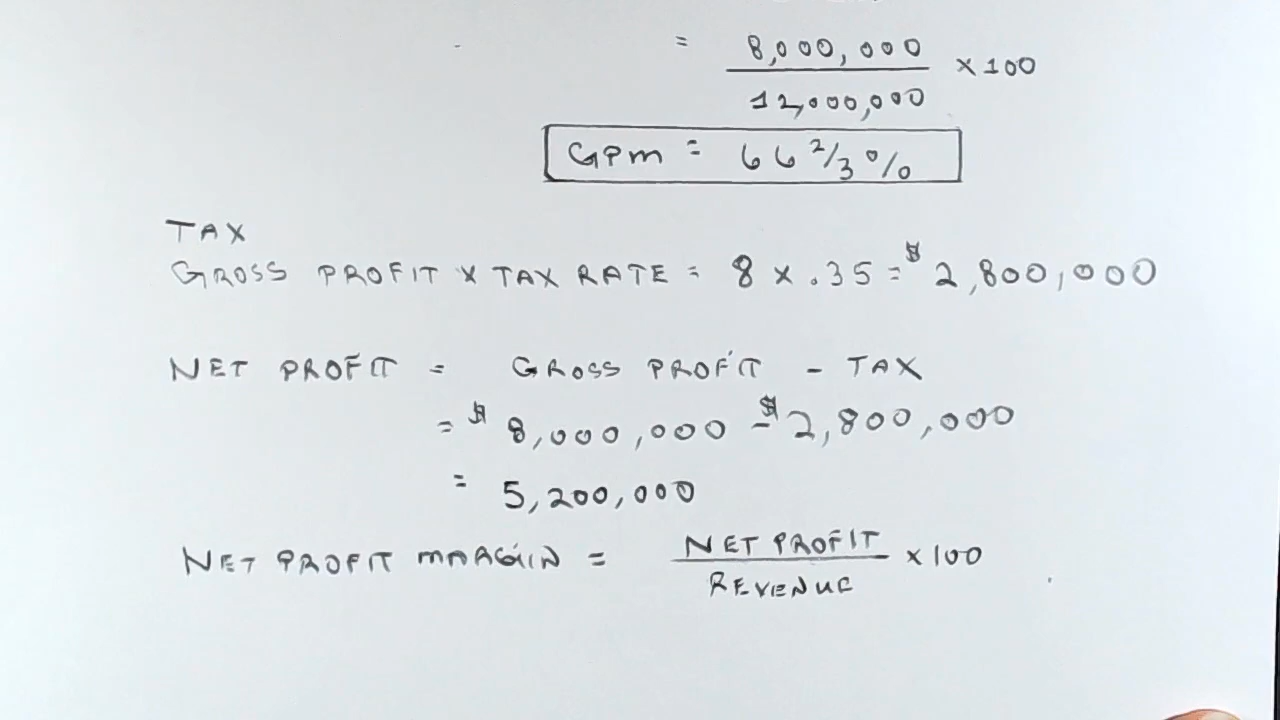 = 8,000,000 × 100
12,000,000
GPM = 66 2/3 %
TAX
GROSS PROFIT × TAX RATE = 8 × .35 = $ 2,800,000
NET PROFIT = GROSS PROFIT - TAX
= $ 8,000,000 - $ 2,800,000
= 5,200,000
NET PROFIT MARGIN = NET PROFIT × 100
REVENUE